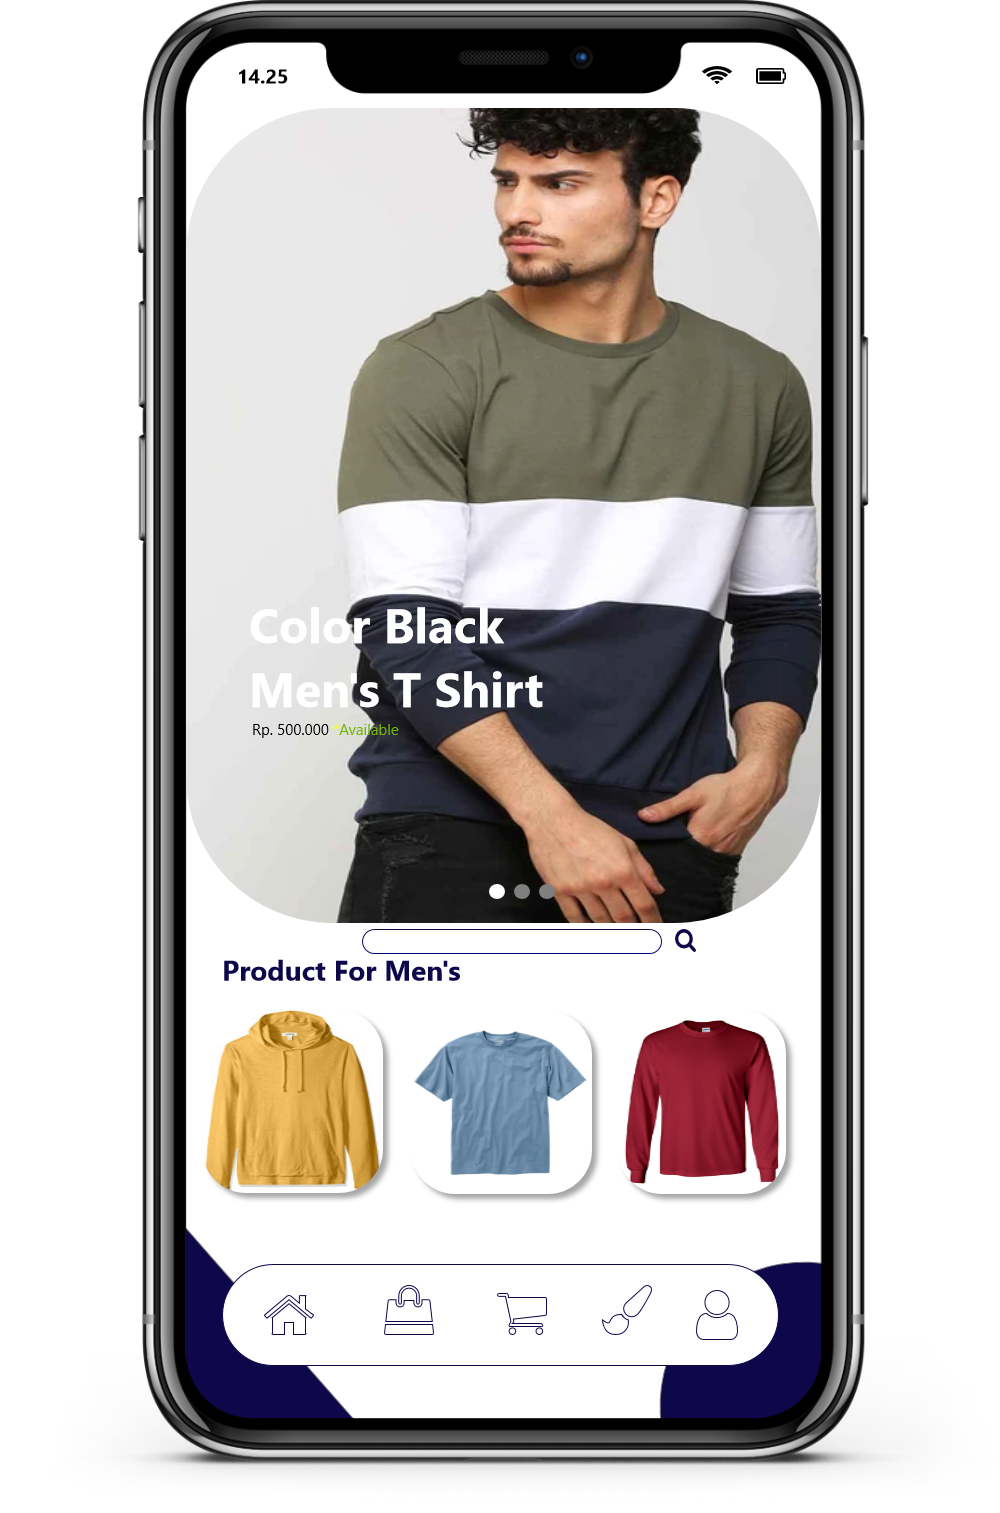 14.25
Color Black
Men's T Shirt
Rp. 500.000 *Available
Product For Men's